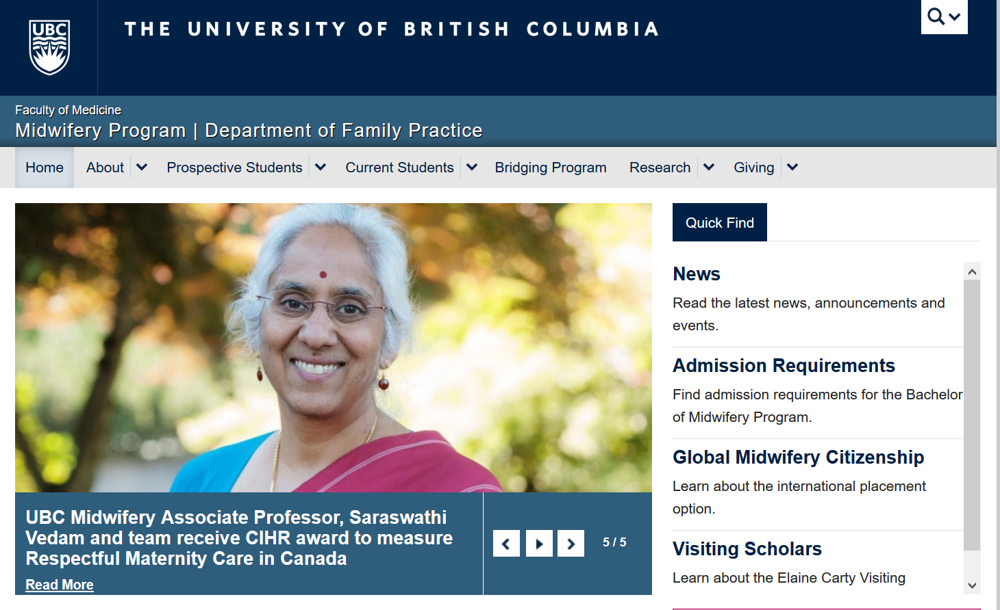 UBC
THE UNIVERSITY OF BRITISH COLUMBIA
Faculty of Medicine
Midwifery Program | Department of Family Practice
Home About Prospective Students Current Students Bridging Program Research Giving
UBC Midwifery Associate Professor, Saraswathi
Vedam and team receive CIHR award to measure
Respectful Maternity Care in Canada
Read More
5 / 5
Quick Find
News
Read the latest news, announcements and
events.
Admission Requirements
Find admission requirements for the Bachelor
of Midwifery Program.
Global Midwifery Citizenship
Learn about the international placement
option.
Visiting Scholars
Learn about the Elaine Carty Visiting